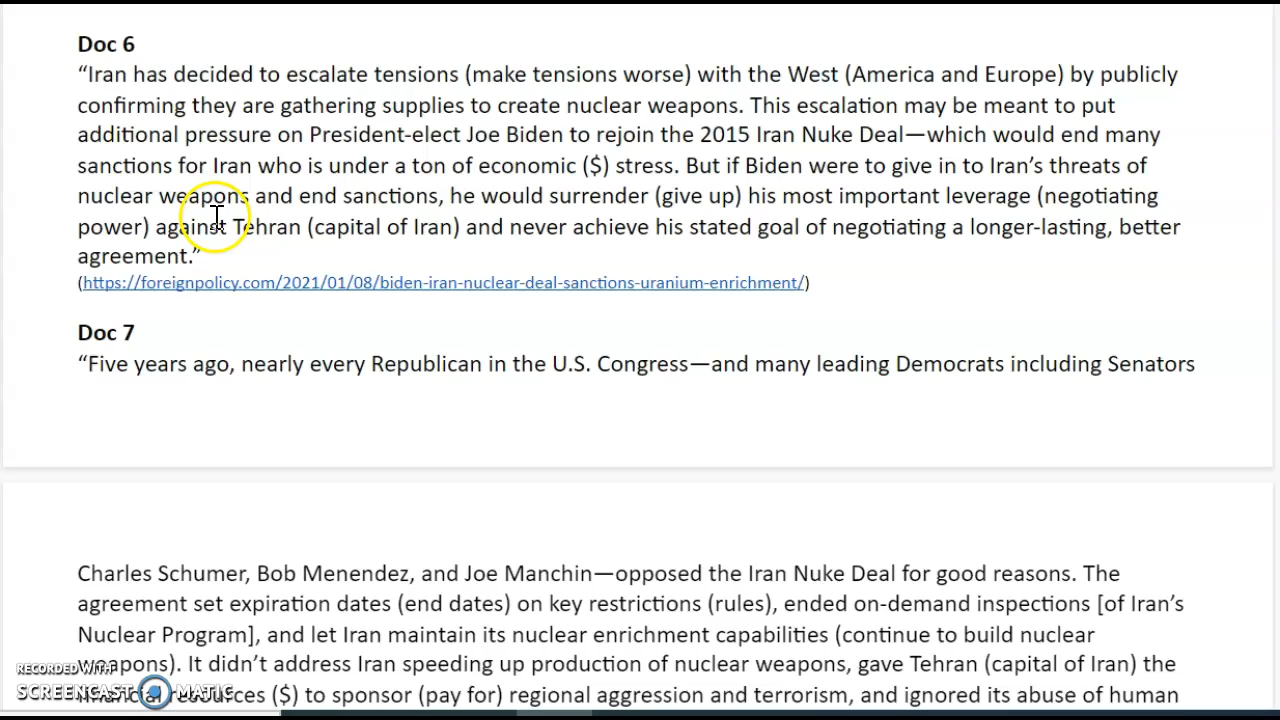 Doc 6
“Iran has decided to escalate tensions (make tensions worse) with the West (America and Europe) by publicly
confirming they are gathering supplies to create nuclear weapons. This escalation may be meant to put
additional pressure on President-elect Joe Biden to rejoin the 2015 Iran Nuke Deal—which would end many
sanctions for Iran who is under a ton of economic ($) stress. But if Biden were to give in to Iran’s threats of
nuclear weapons and end sanctions, he would surrender (give up) his most important leverage (negotiating
power) against Tehran (capital of Iran) and never achieve his stated goal of negotiating a longer-lasting, better
agreement.”
(https://foreignpolicy.com/2021/01/08/biden-iran-nuclear-deal-sanctions-uranium-enrichment/)
Doc 7
“Five years ago, nearly every Republican in the U.S. Congress—and many leading Democrats including Senators
Charles Schumer, Bob Menendez, and Joe Manchin—opposed the Iran Nuke Deal for good reasons. The
agreement set expiration dates (end dates) on key restrictions (rules), ended on-demand inspections [of Iran’s
Nuclear Program], and let Iran maintain its nuclear enrichment capabilities (continue to build nuclear
weapons). It didn’t address Iran speeding up production of nuclear weapons, gave Tehran (capital of Iran) the
financial resources ($) to sponsor (pay for) regional aggression and terrorism, and ignored its abuse of human
RECORDED WITH
SCREENCAST MATIC